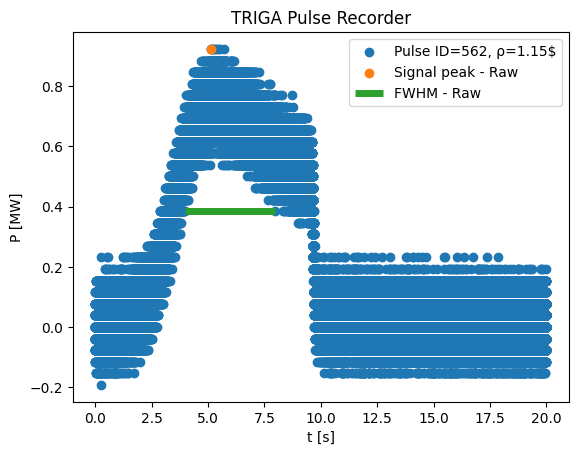 TRIGA Pulse Recorder
Pulse ID=562, ρ=1.15$
Signal peak - Raw
FWHM - Raw
P [MW]
0.8
0.6
0.4
0.2
0.0
−0.2
0.0 2.5 5.0 7.5 10.0 12.5 15.0 17.5 20.0
t [s]